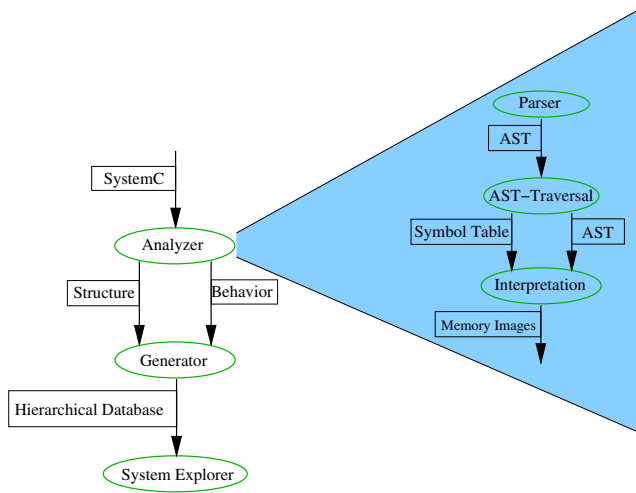 Parser
AST
SystemC
AST-Traversal
Symbol Table
AST
Analyzer
Structure
Behavior
Interpretation
Memory Images
Generator
Hierarchical Database
System Explorer